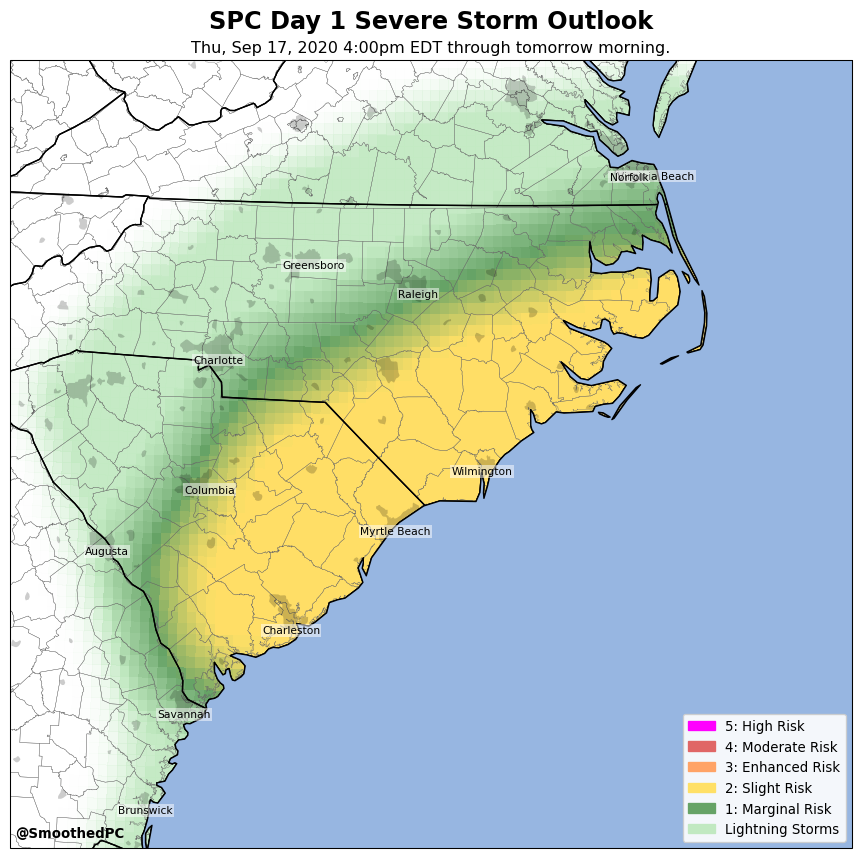 SPC Day 1 Severe Storm Outlook
Thu, Sep 17, 2020 4:00pm EDT through tomorrow morning.
Norfolk Beach
Greensboro
Raleigh
Charlotte
Wilmington
Columbia
Myrtle Beach
Augusta
Charleston
Savannah
Brunswick
5: High Risk
4: Moderate Risk
3: Enhanced Risk
2: Slight Risk
1: Marginal Risk
Lightning Storms
@SmoothedPC